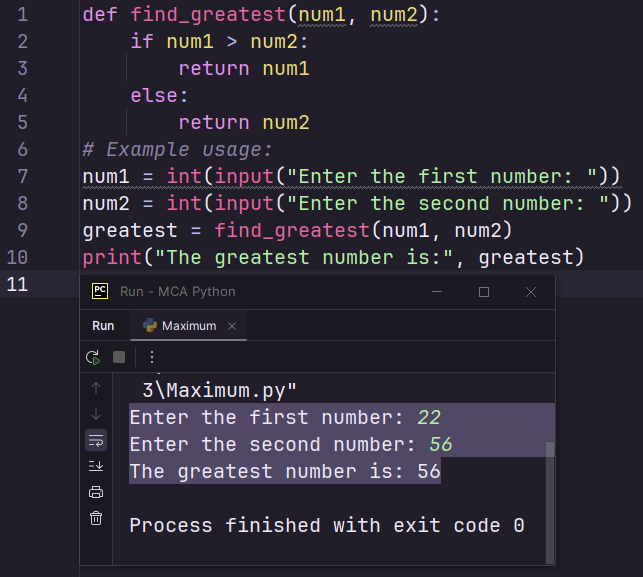 1 def find_greatest(num1, num2):
2     if num1 > num2:
3         return num1
4     else:
5         return num2
6 # Example usage:
7 num1 = int(input("Enter the first number: "))
8 num2 = int(input("Enter the second number: "))
9 greatest = find_greatest(num1, num2)
10 print("The greatest number is:", greatest)
11
PC Run - MCA Python
Run Maximum
3\Maximum.py"
Enter the first number: 22
Enter the second number: 56
The greatest number is: 56
Process finished with exit code 0